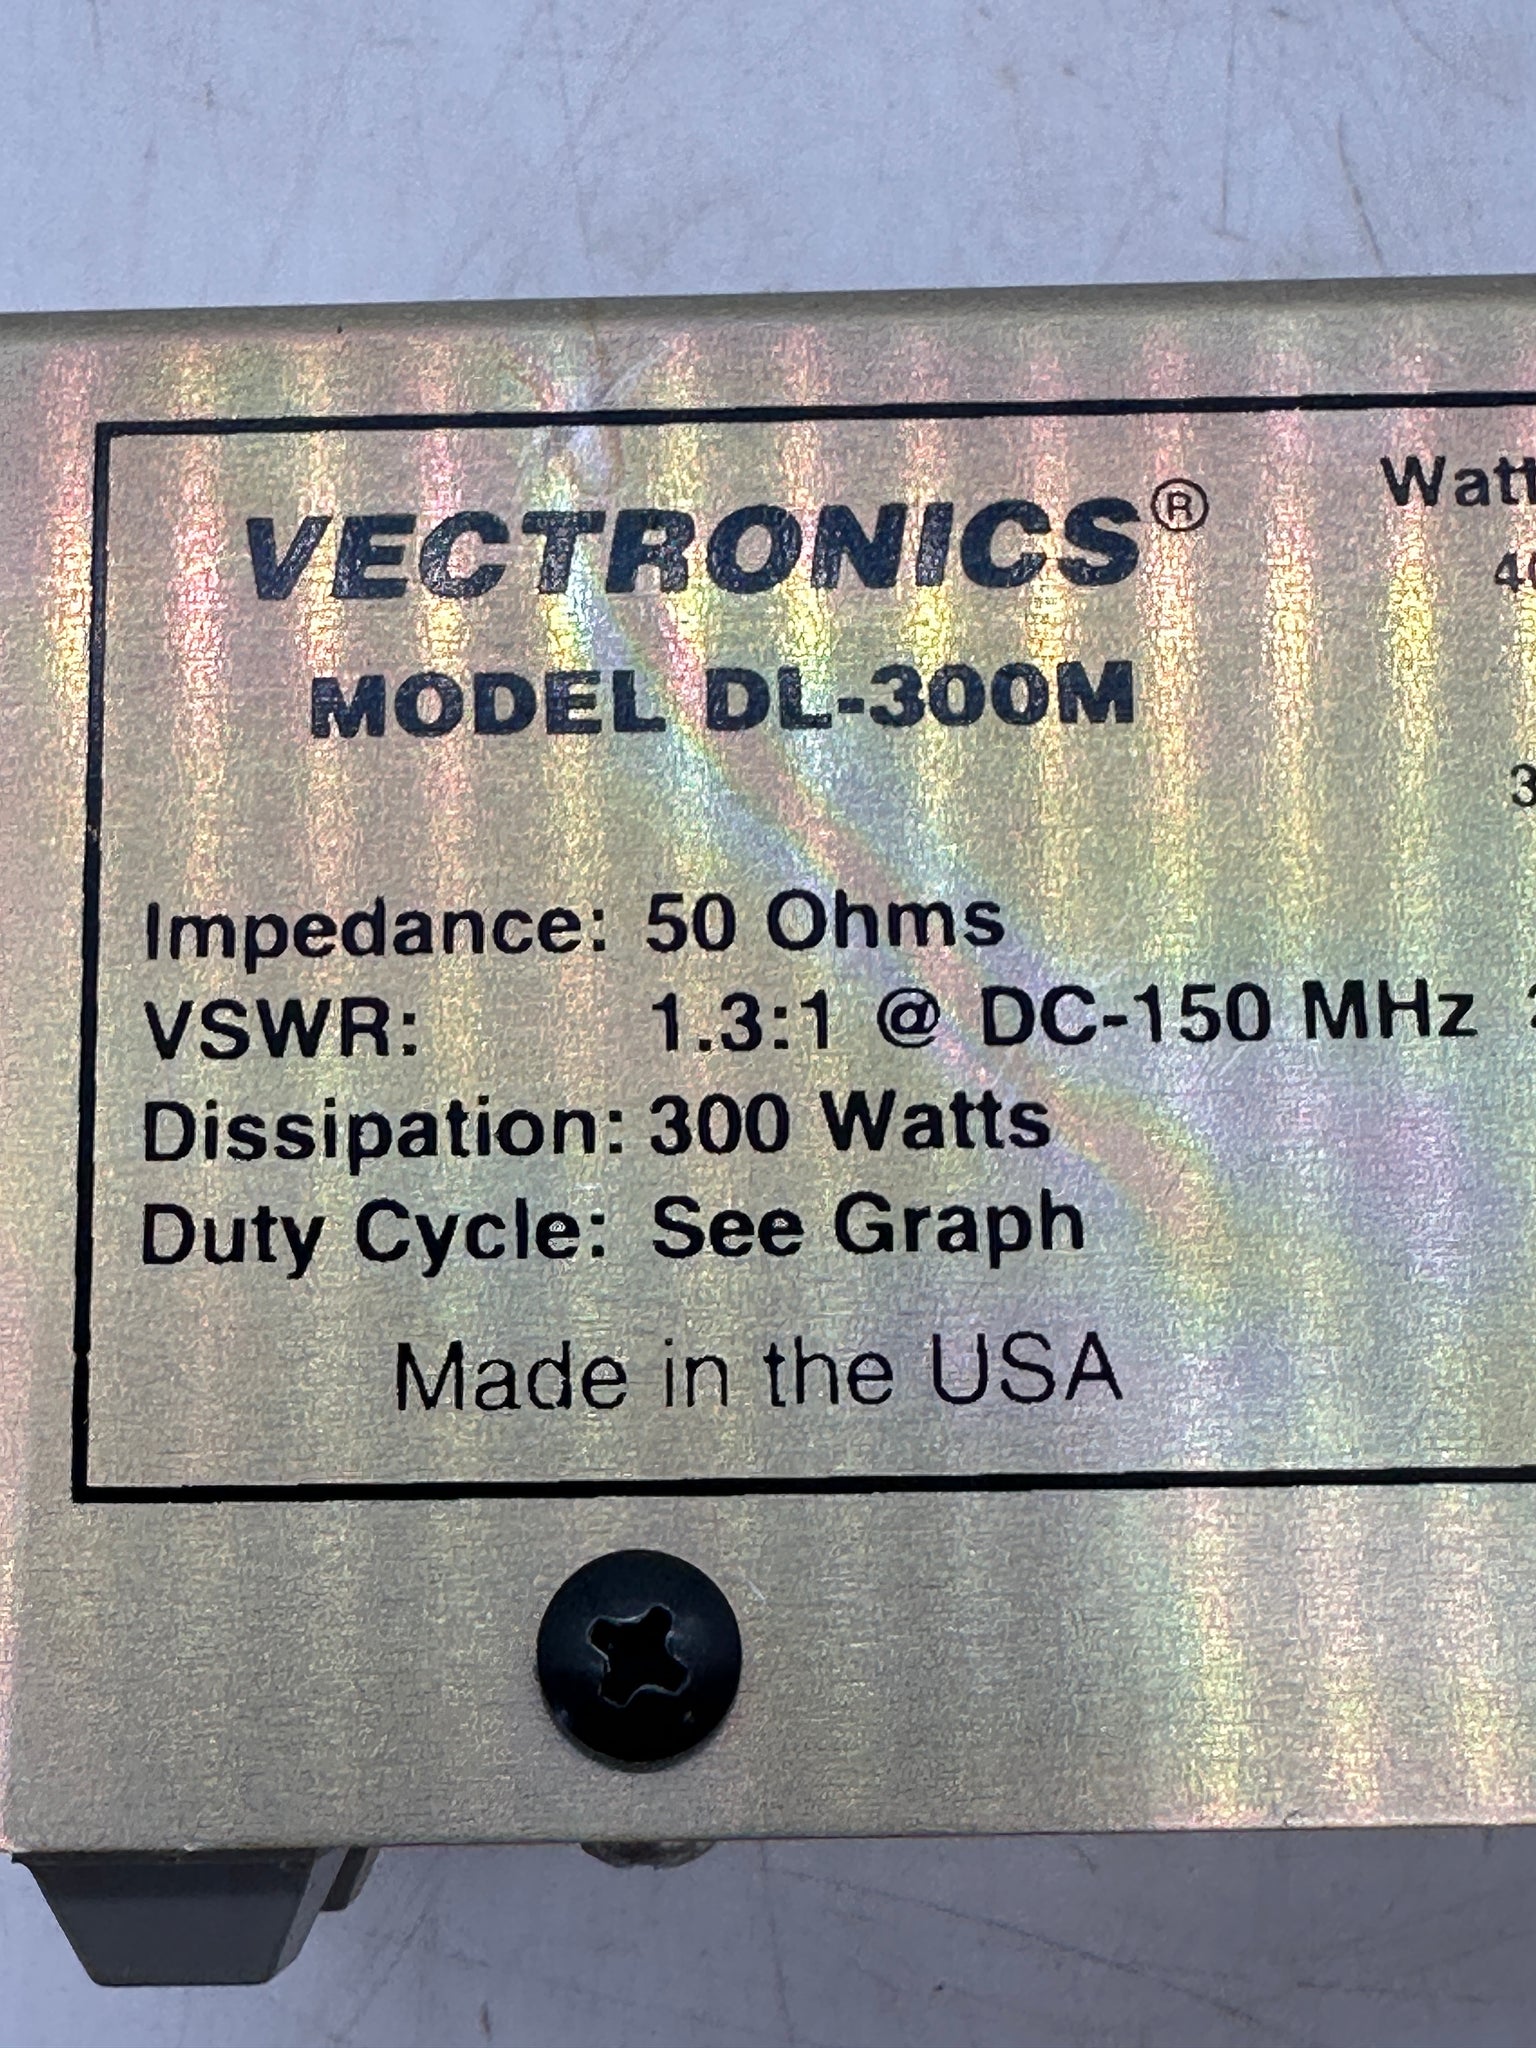 VECTRONICS®
MODEL DL-300M
Impedance: 50 Ohms
VSWR: 1.3:1 @ DC-150 MHz
Dissipation: 300 Watts
Duty Cycle: See Graph
Made in the USA